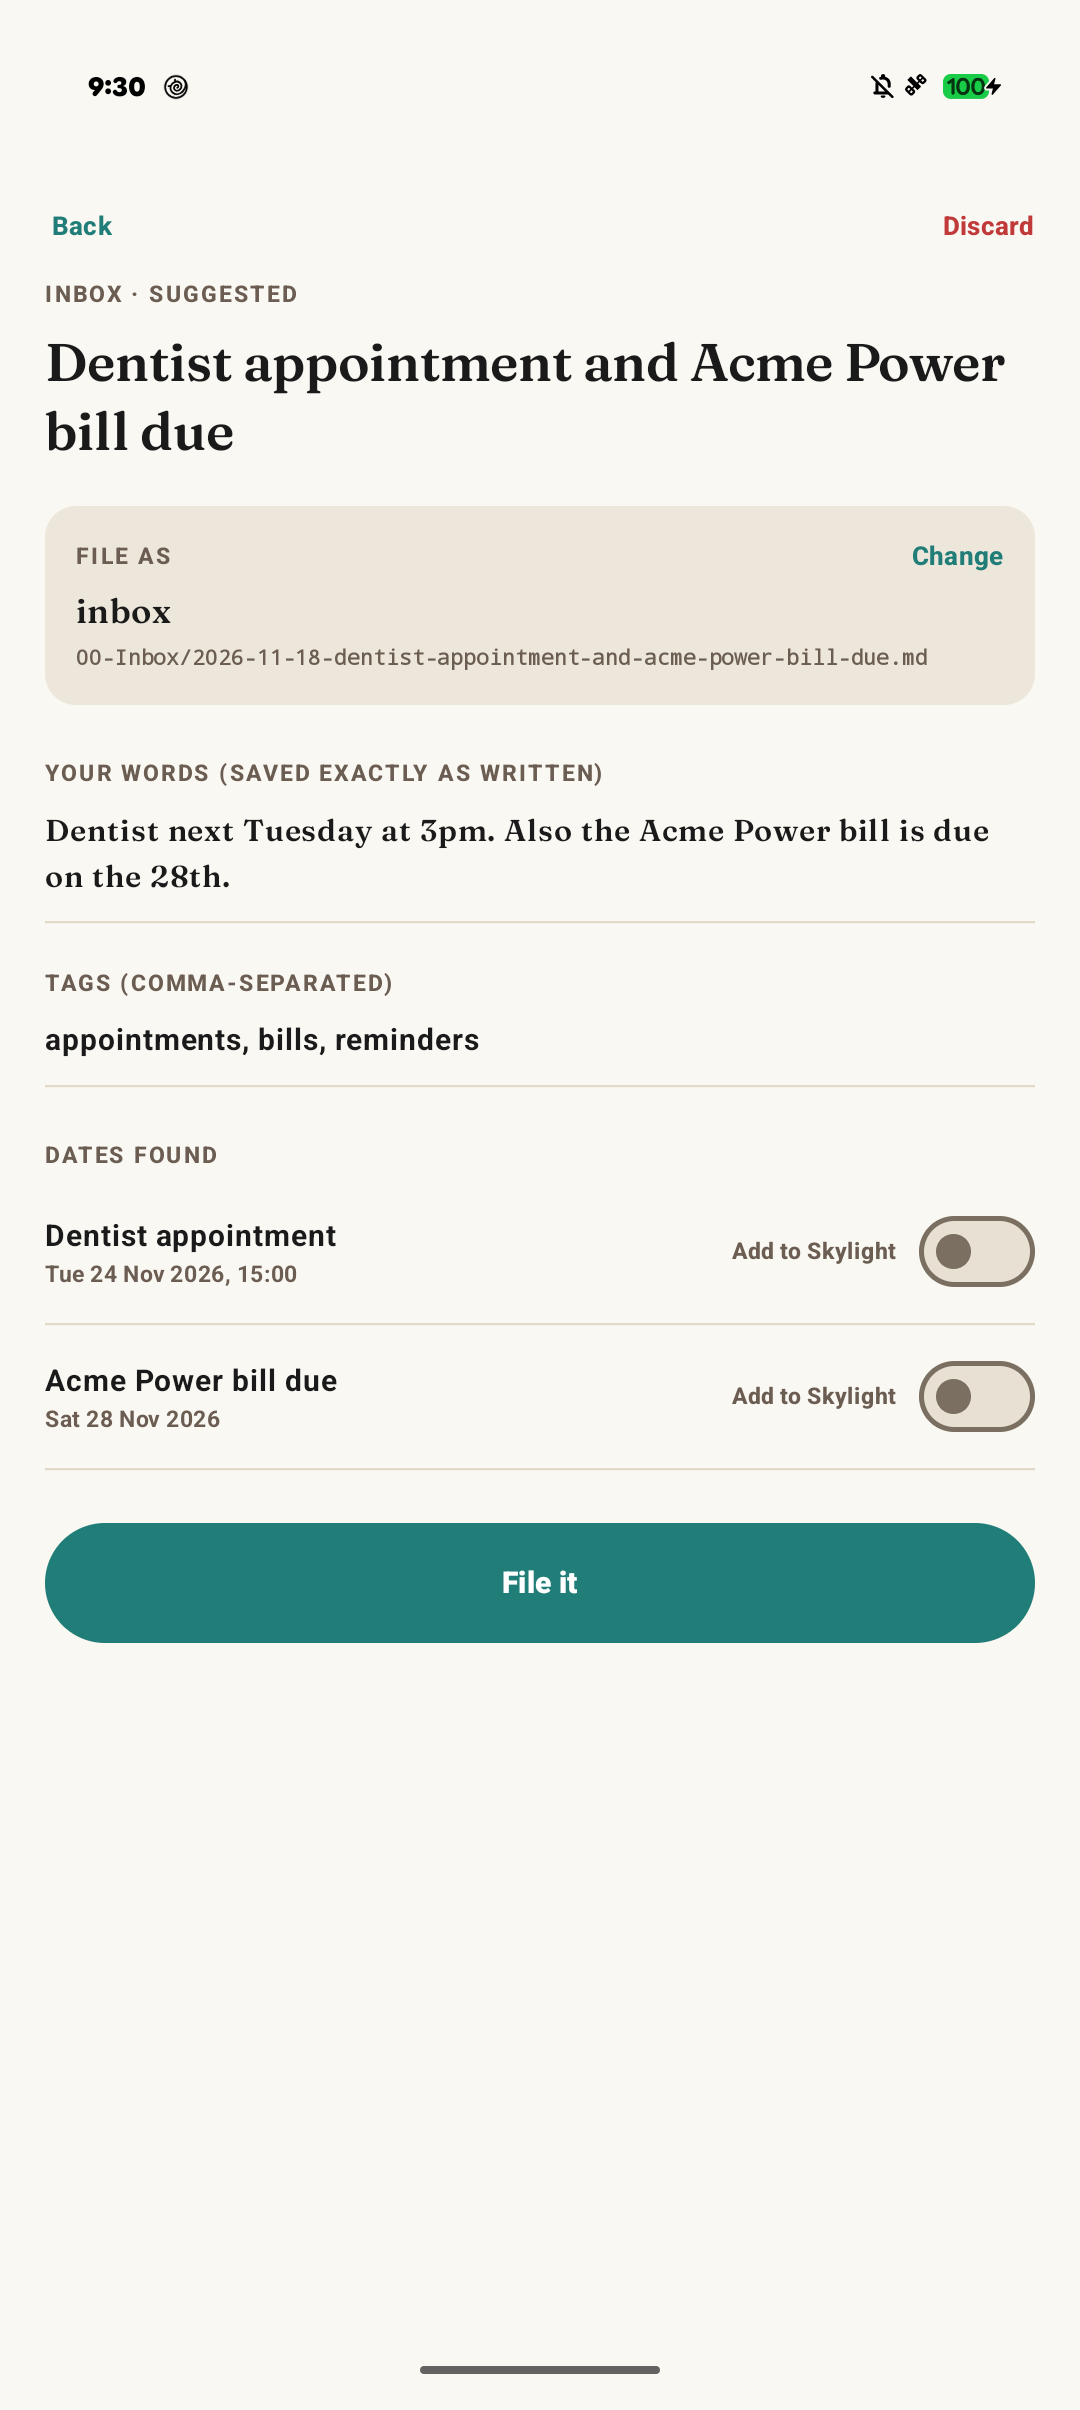 9:30
100
Back
Discard
INBOX · SUGGESTED
Dentist appointment and Acme Power
bill due
FILE AS
Change
inbox
00-Inbox/2026-11-18-dentist-appointment-and-acme-power-bill-due.md
YOUR WORDS (SAVED EXACTLY AS WRITTEN)
Dentist next Tuesday at 3pm. Also the Acme Power bill is due
on the 28th.
TAGS (COMMA-SEPARATED)
appointments, bills, reminders
DATES FOUND
Dentist appointment
Tue 24 Nov 2026, 15:00
Add to Skylight
Acme Power bill due
Sat 28 Nov 2026
Add to Skylight
File it